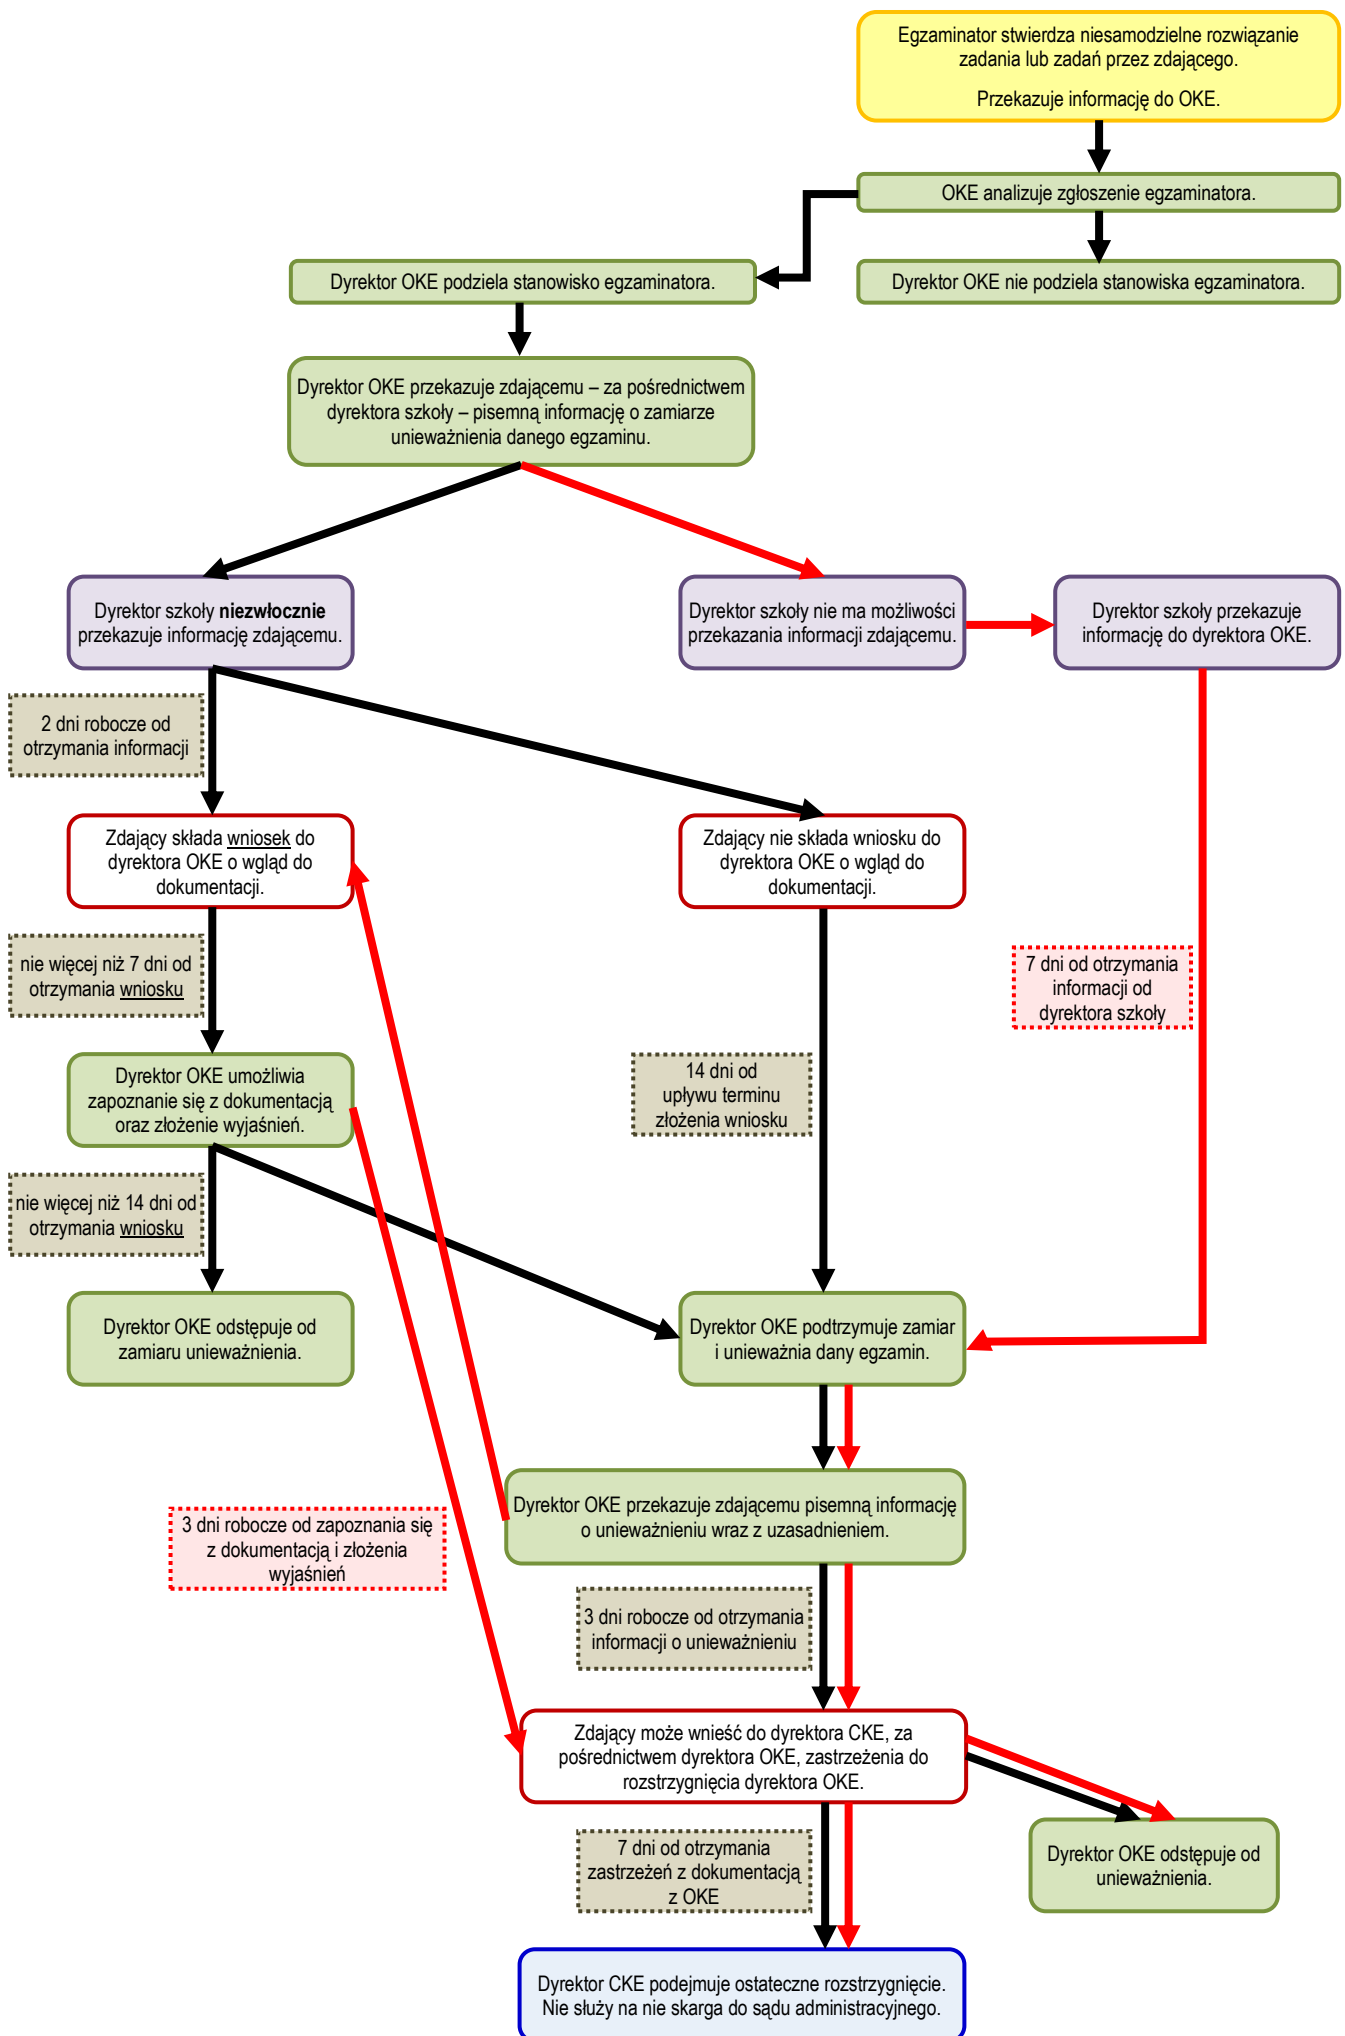 Egzaminator stwierdza niesamodzielne rozwiązanie
zadania lub zadań przez zdającego.
Przekazuje informację do OKE.
OKE analizuje zgłoszenie egzaminatora.
Dyrektor OKE podziela stanowisko egzaminatora.
Dyrektor OKE nie podziela stanowiska egzaminatora.
Dyrektor OKE przekazuje zdającemu – za pośrednictwem
dyrektora szkoły – pisemną informację o zamiarze
unieważnienia danego egzaminu.
Dyrektor szkoły niezwłocznie
przekazuje informację zdającemu.
Dyrektor szkoły nie ma możliwości
przekazania informacji zdającemu.
Dyrektor szkoły przekazuje
informację do dyrektora OKE.
2 dni robocze od
otrzymania informacji
Zdający składa wniosek do
dyrektora OKE o wgląd do
dokumentacji.
Zdający nie składa wniosku do
dyrektora OKE o wgląd do
dokumentacji.
nie więcej niż 7 dni od
otrzymania wniosku
7 dni od otrzymania
informacji od
dyrektora szkoły
Dyrektor OKE umożliwia
zapoznanie się z dokumentacją
oraz złożenie wyjaśnień.
14 dni od
upływu terminu
złożenia wniosku
nie więcej niż 14 dni od
otrzymania wniosku
Dyrektor OKE odstępuje od
zamiaru unieważnienia.
Dyrektor OKE podtrzymuje zamiar
i unieważnia dany egzamin.
Dyrektor OKE przekazuje zdającemu pisemną informację
o unieważnieniu wraz z uzasadnieniem.
3 dni robocze od zapoznania się
z dokumentacją i złożenia
wyjaśnień
3 dni robocze od otrzymania
informacji o unieważnieniu
Zdający może wnieść do dyrektora CKE, za
pośrednictwem dyrektora OKE, zastrzeżenia do
rozstrzygnięcia dyrektora OKE.
7 dni od otrzymania
zastrzeżeń z dokumentacją
z OKE
Dyrektor OKE odstępuje od
unieważnienia.
Dyrektor CKE podejmuje ostateczne rozstrzygnięcie.
Nie służy na nie skarga do sądu administracyjnego.